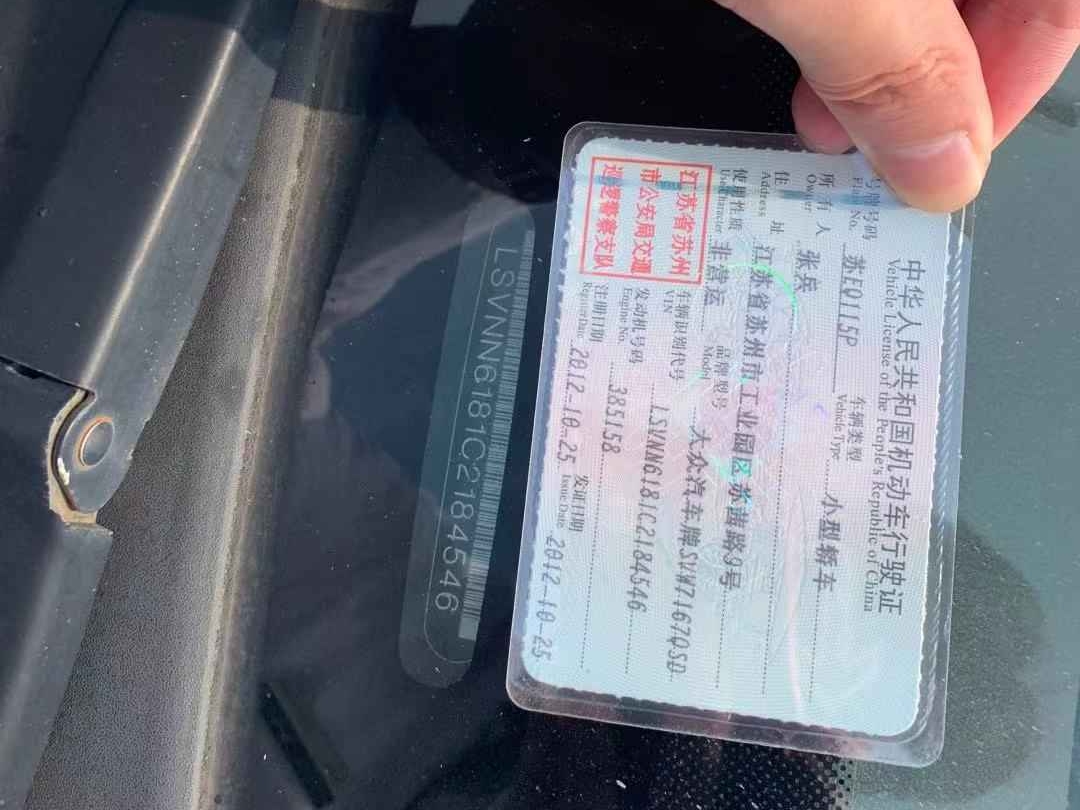 中华人民共和国机动车行驶证
Vehicle License of the People's Republic of China
号牌号码 苏EQ115P 车辆类型 小型轿车
Plate No. Vehicle Type
所有人 张炎
Owner
住址 江苏省苏州市工业园区苏茜路9号
Address
使用性质 非营运 品牌型号 大众汽车牌SVW7167QSD
Use Character Model
江苏省苏州
市公安局交通
巡逻警察支队
车辆识别代号 LSVNN6181C2184546
VIN
发动机号码 385158
Engine No.
注册日期 2012-10-25 发证日期 2012-10-25
Register Date Issue Date
LSVNN6181C2184546